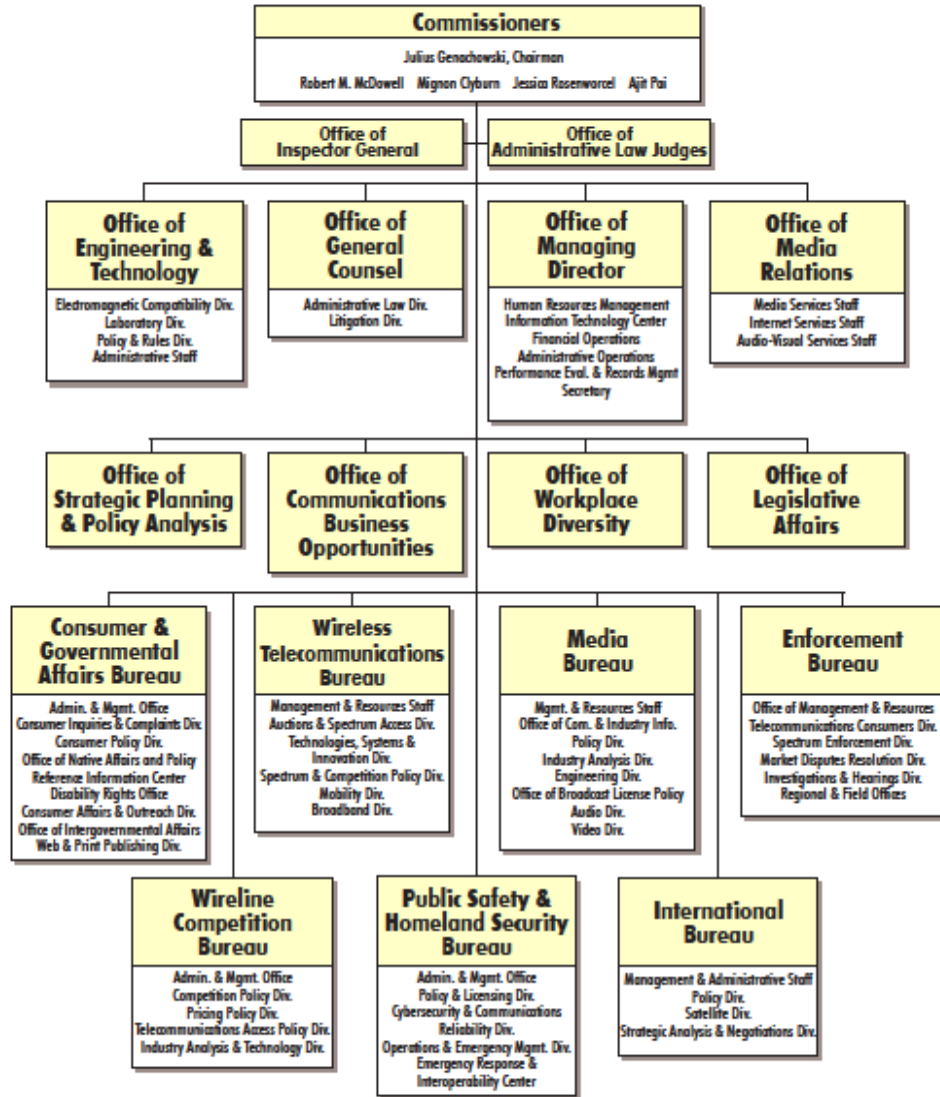 Commissioners
Julius Genachowski, Chairman
Robert M. McDowell Mignon Clyburn Jessica Rosenworcel Ajit Pai
Office of
Inspector General
Office of
Administrative Law Judges
Office of
Engineering &
Technology
Electromagnetic Compatibility Div.
Laboratory Div.
Policy & Rules Div.
Administrative Staff
Office of
General
Counsel
Administrative Law Div.
Litigation Div.
Office of
Managing
Director
Human Resources Management
Information Technology Center
Financial Operations
Administrative Operations
Performance Eval. & Records Mgmt
Secretary
Office of
Media
Relations
Media Services Staff
Internet Services Staff
Audio-Visual Services Staff
Office of
Strategic Planning
& Policy Analysis
Office of
Communications
Business
Opportunities
Office of
Workplace
Diversity
Office of
Legislative
Affairs
Consumer &
Governmental
Affairs Bureau
Admin. & Mgmt. Office
Consumer Inquiries & Complaints Div.
Consumer Policy Div.
Office of Native Affairs and Policy
Reference Information Center
Disability Rights Office
Consumer Affairs & Outreach Div.
Office of Intergovernmental Affairs
Web & Print Publishing Div.
Wireless
Telecommunications
Bureau
Management & Resources Staff
Auctions & Spectrum Access Div.
Technologies, Systems &
Innovation Div.
Spectrum & Competition Policy Div.
Mobility Div.
Broadband Div.
Media
Bureau
Mgmt. & Resources Staff
Office of Com. & Industry Info.
Policy Div.
Industry Analysis Div.
Engineering Div.
Office of Broadcast License Policy
Audio Div.
Video Div.
Enforcement
Bureau
Office of Management & Resources
Telecommunications Consumers Div.
Spectrum Enforcement Div.
Market Disputes Resolution Div.
Investigations & Hearings Div.
Regional & Field Offices
Wireline
Competition
Bureau
Admin. & Mgmt. Office
Competition Policy Div.
Pricing Policy Div.
Telecommunications Access Policy Div.
Industry Analysis & Technology Div.
Public Safety &
Homeland Security
Bureau
Admin. & Mgmt. Office
Policy & Licensing Div.
Cybersecurity & Communications
Reliability Div.
Operations & Emergency Mgmt. Div.
Emergency Response &
Interoperability Center
International
Bureau
Management & Administrative Staff
Policy Div.
Satellite Div.
Strategic Analysis & Negotiations Div.